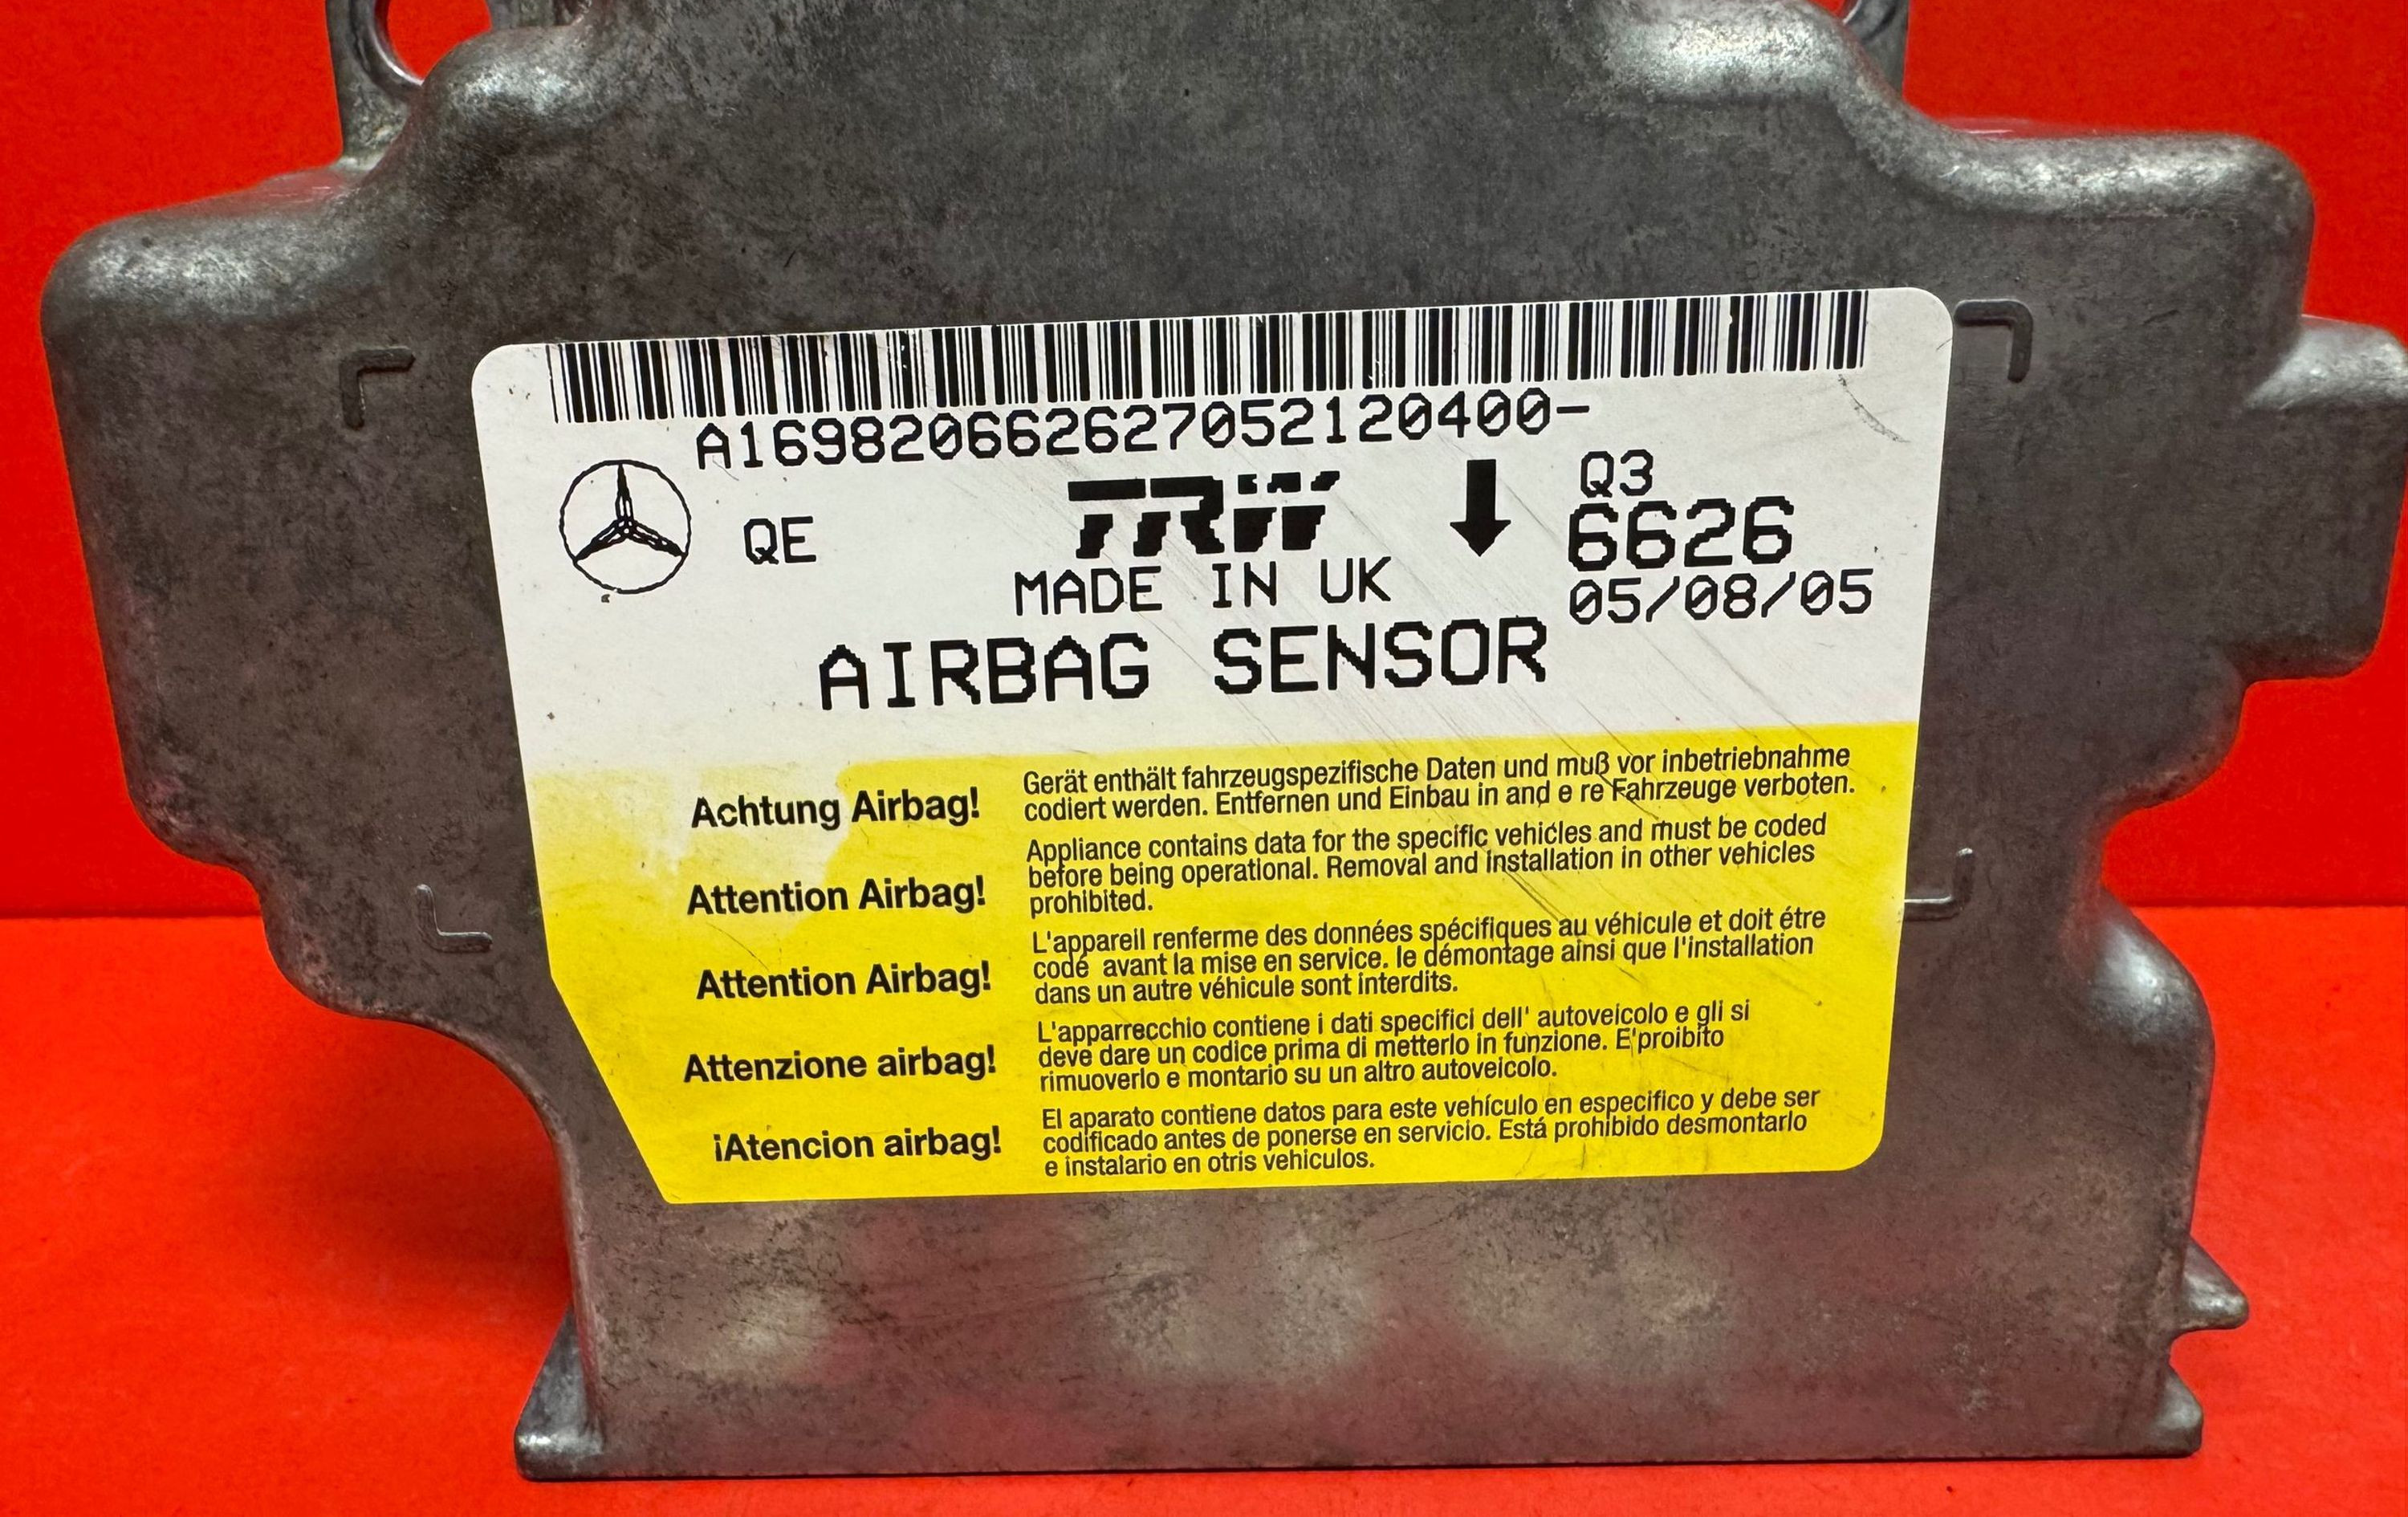 A169820662627052120400-
QE
TRW
Q3
6626
MADE IN UK
05/08/05
AIRBAG SENSOR
Achtung Airbag!
Gerät enthält fahrzeugspezifische Daten und muß vor inbetriebnahme
codiert werden. Entfernen und Einbau in and e re Fahrzeuge verboten.
Attention Airbag!
Appliance contains data for the specific vehicles and must be coded
before being operational. Removal and installation in other vehicles
prohibited.
Attention Airbag!
L'appareil renferme des données spécifiques au véhicule et doit étre
codé avant la mise en service. le démontage ainsi que l'installation
dans un autre véhicule sont interdits.
Attenzione airbag!
L'apparrecchio contiene i dati specifici dell' autoveicolo e gli si
deve dare un codice prima di metterlo in funzione. E'proibito
rimuoverlo e montario su un altro autoveicolo.
¡Atencion airbag!
El aparato contiene datos para este vehículo en especifico y debe ser
codificado antes de ponerse en servicio. Está prohibido desmontarlo
e instalario en otris vehiculos.